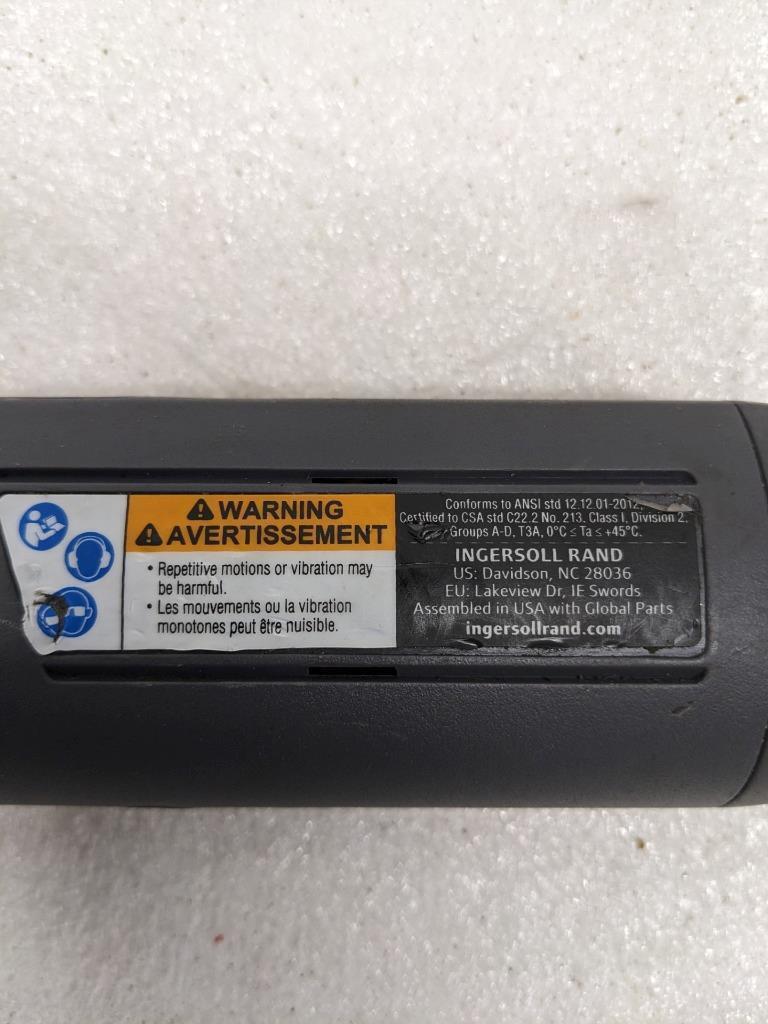 WARNING
AVERTISSEMENT
• Repetitive motions or vibration may
be harmful.
• Les mouvements ou la vibration
monotones peut être nuisible.
Conforms to ANSI std 12.12.01-2012,
Certified to CSA std C22.2 No. 213. Class I, Division 2,
Groups A-D, T3A, 0°C ≤ Ta ≤ +45°C.
INGERSOLL RAND
US: Davidson, NC 28036
EU: Lakeview Dr, IE Swords
Assembled in USA with Global Parts
ingersollrand.com